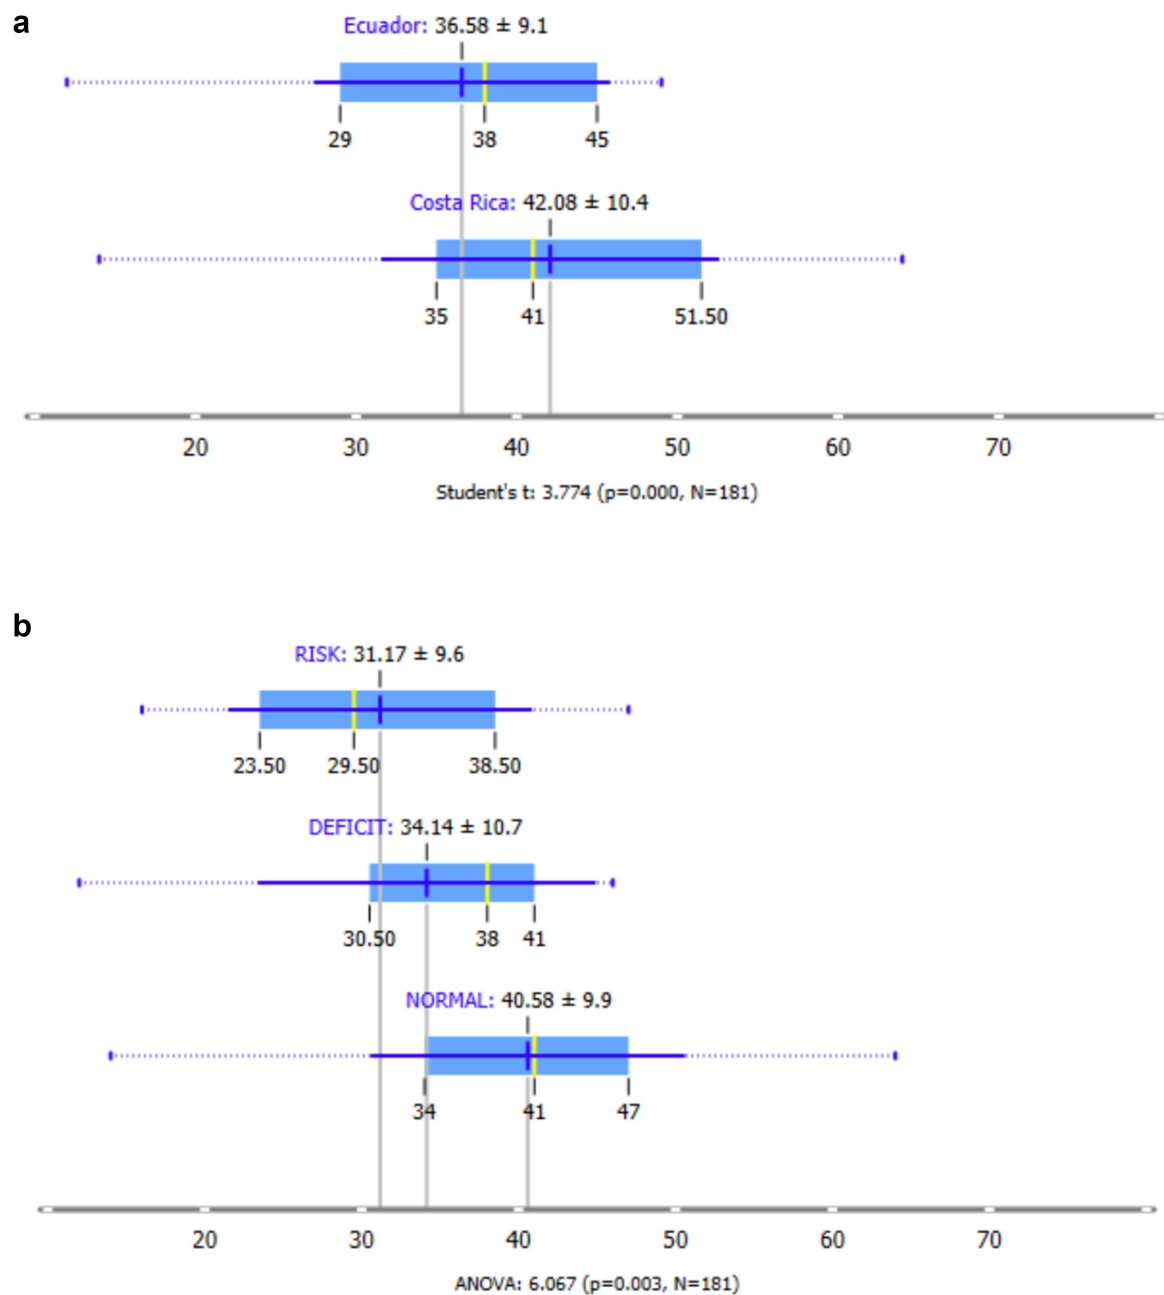 a
Ecuador: 36.58 ± 9.1
29 38 45
Costa Rica: 42.08 ± 10.4
35 41 51.50
20 30 40 50 60 70
Student's t: 3.774 (p=0.000, N=181)
b
RISK: 31.17 ± 9.6
23.50 29.50 38.50
DEFICIT: 34.14 ± 10.7
30.50 38 41
NORMAL: 40.58 ± 9.9
34 41 47
20 30 40 50 60 70
ANOVA: 6.067 (p=0.003, N=181)